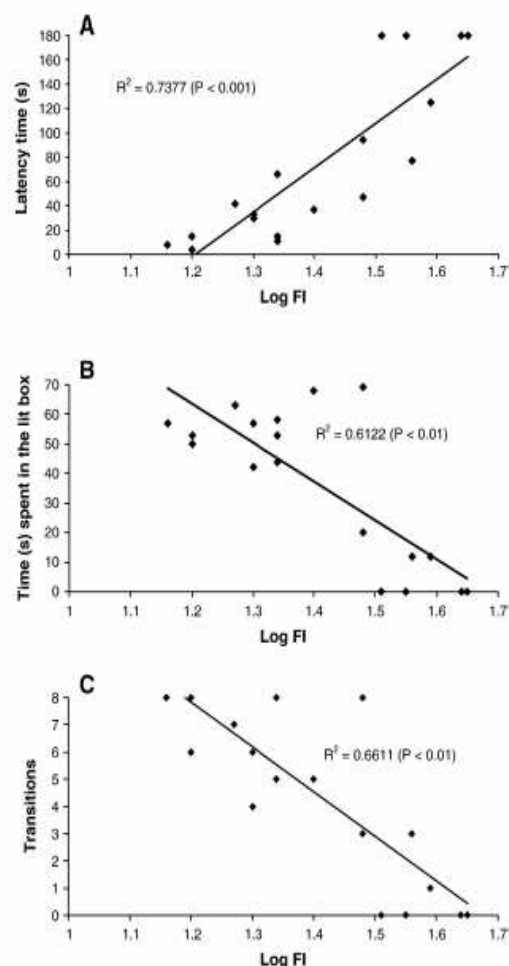 A
180
160
140
120
100
80
60
40
20
0
Latency time (s)
R² = 0.7377 (P < 0.001)
1 1.1 1.2 1.3 1.4 1.5 1.6 1.7
Log FI
B
70
60
50
40
30
20
10
0
Time (s) spent in the lit box
R² = 0.6122 (P < 0.01)
1 1.1 1.2 1.3 1.4 1.5 1.6 1.7
Log FI
C
8
7
6
5
4
3
2
1
0
Transitions
R² = 0.6611 (P < 0.01)
1 1.1 1.2 1.3 1.4 1.5 1.6 1.7
Log FI